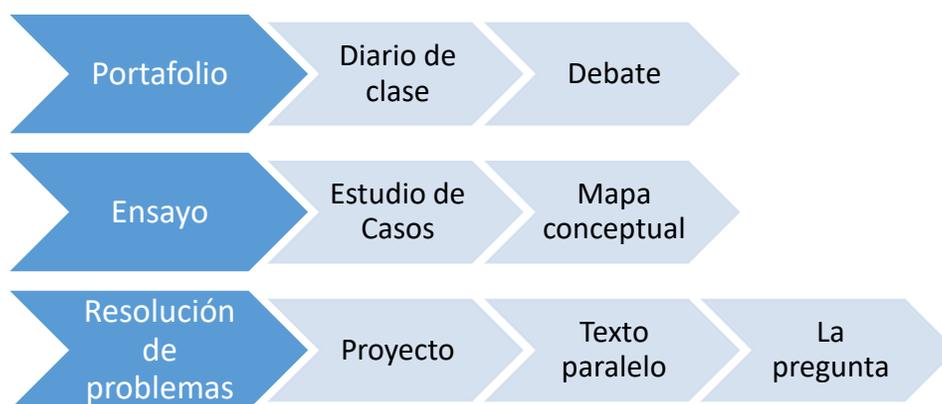 Portafolio
Diario de
clase
Debate
Ensayo
Estudio de
Casos
Mapa
conceptual
Resolución
de
problemas
Proyecto
Texto
paralelo
La
pregunta